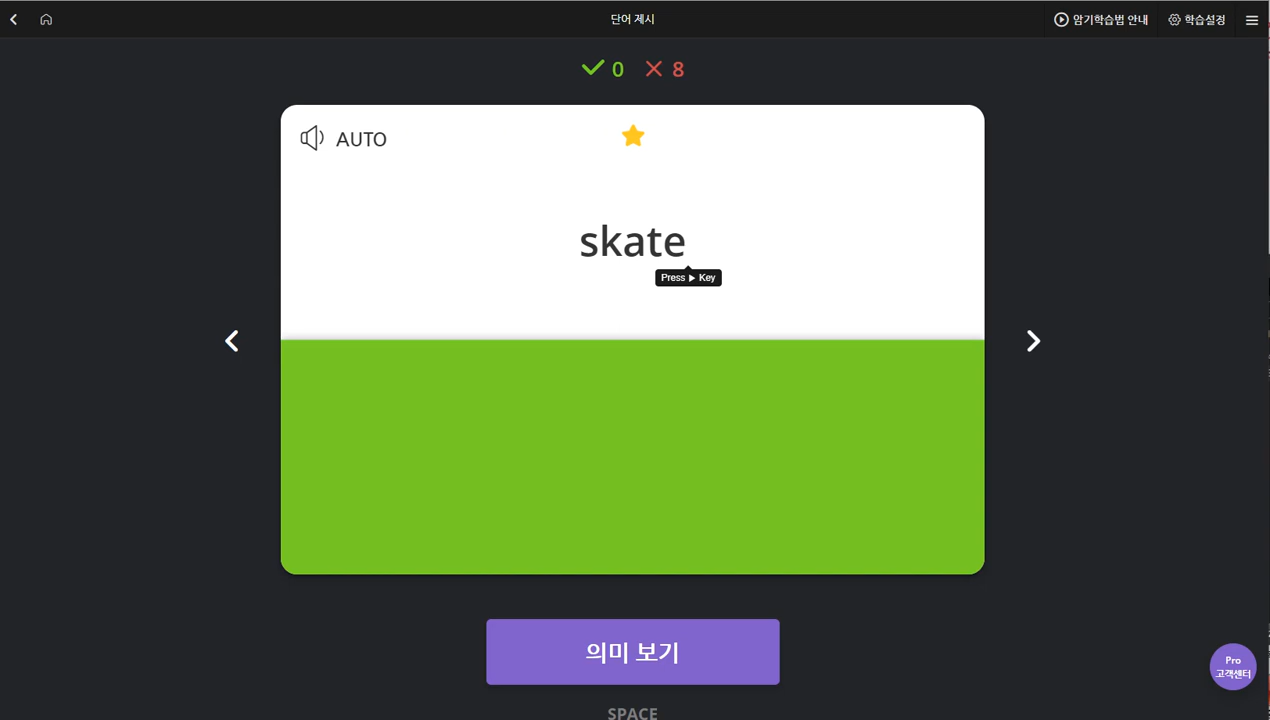 단어 제시
암기학습법 안내
학습설정
0
8
AUTO
skate
Press ▶ Key
의미 보기
SPACE
Pro
고객센터